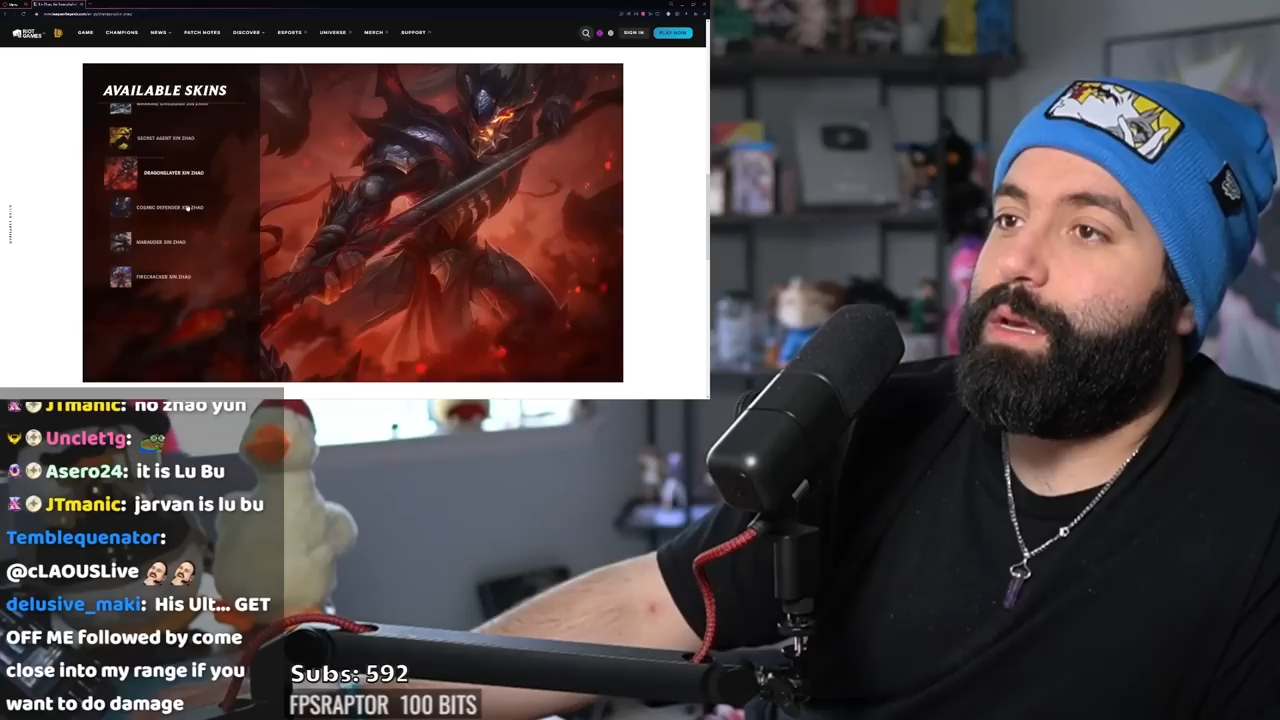 RIOT GAMES
GAME
CHAMPIONS
NEWS
PATCH NOTES
DISCOVER
ESPORTS
UNIVERSE
MERCH
SUPPORT
SIGN IN
PLAY NOW
AVAILABLE SKINS
SECRET AGENT XIN ZHAO
DRAGONSLAYER XIN ZHAO
COSMIC DEFENDER XIN ZHAO
MARAUDER XIN ZHAO
FIRECRACKER XIN ZHAO
JTmanic: no zhao yun
Unclet1g:
Asero24: it is Lu Bu
JTmanic: jarvan is lu bu
Temblequenator:
@cLAOUSLive
delusive_maki: His Ult... GET
OFF ME followed by come
close into my range if you
want to do damage
Subs: 592
FPSRAPTOR 100 BITS